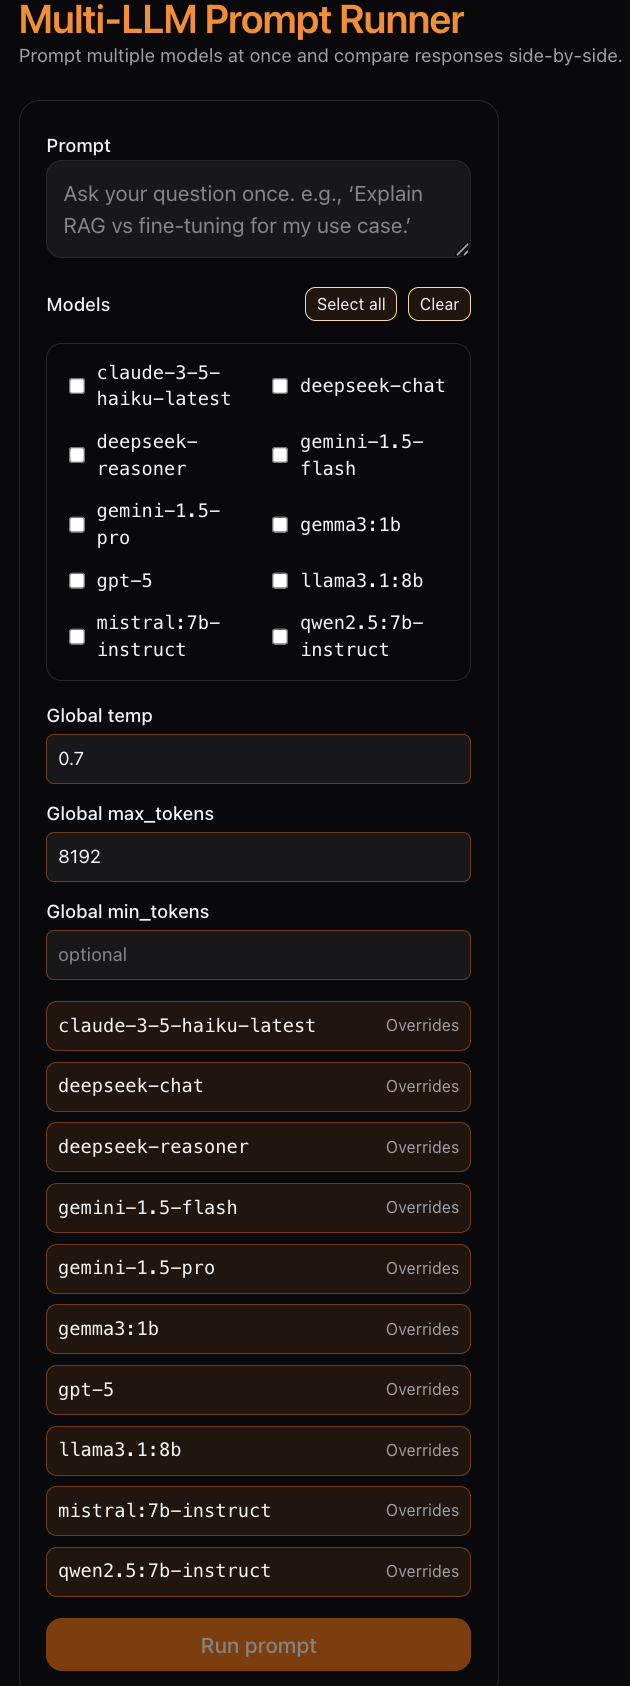 Multi-LLM Prompt Runner
Prompt multiple models at once and compare responses side-by-side.
Prompt
Ask your question once. e.g., ‘Explain
RAG vs fine-tuning for my use case.’
Models
Select all
Clear
claude-3-5-
haiku-latest
deepseek-chat
deepseek-
reasoner
gemini-1.5-
flash
gemini-1.5-
pro
gemma3:1b
gpt-5
llama3.1:8b
mistral:7b-
instruct
qwen2.5:7b-
instruct
Global temp
0.7
Global max_tokens
8192
Global min_tokens
optional
claude-3-5-haiku-latest Overrides
deepseek-chat Overrides
deepseek-reasoner Overrides
gemini-1.5-flash Overrides
gemini-1.5-pro Overrides
gemma3:1b Overrides
gpt-5 Overrides
llama3.1:8b Overrides
mistral:7b-instruct Overrides
qwen2.5:7b-instruct Overrides
Run prompt